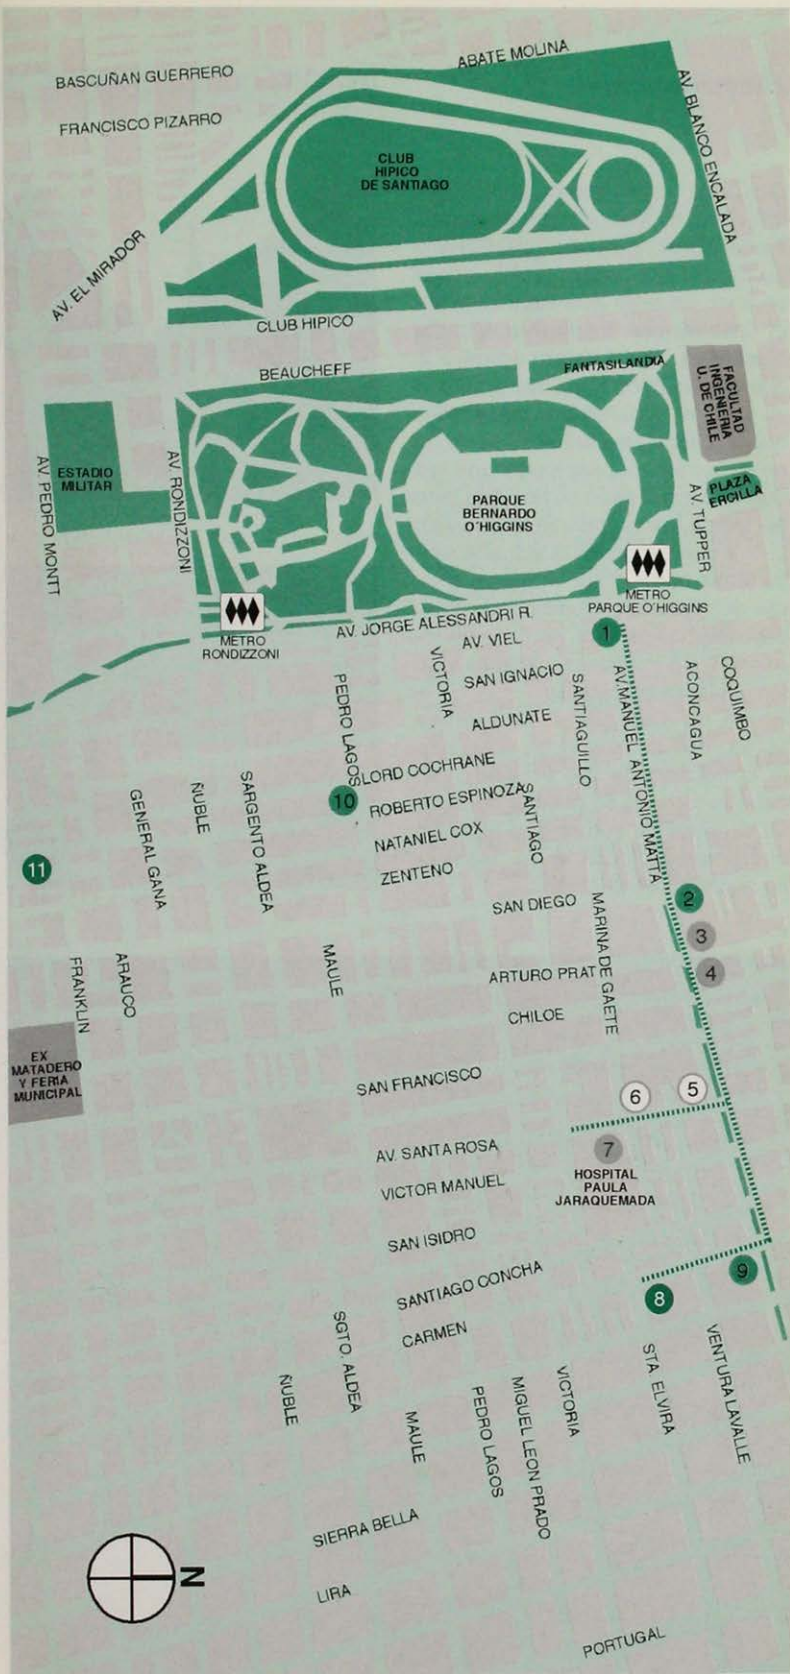 BASCUÑAN GUERRERO
ABATE MOLINA
FRANCISCO PIZARRO
AV. BLANCO ENCALADA
CLUB
HIPICO
DE SANTIAGO
AV. EL MIRADOR
CLUB HIPICO
BEAUCHEFF
FANTASILANDIA
FACULTAD
INGENIERIA
U. DE CHILE
ESTADIO
MILITAR
AV. PEDRO MONTT
AV. RONDIZZONI
PARQUE
BERNARDO
O'HIGGINS
AV. TUPPER
PLAZA
ERCILLA
METRO
PARQUE O'HIGGINS
METRO
RONDIZZONI
AV. JORGE ALESSANDRI R.
1
AV. VIEL
VICTORIA
SAN IGNACIO
PEDRO LAGOS
SANTIAGUILLO
AV. MANUEL ANTONIO MATTA
ACONCAGUA
COQUIMBO
ALDUNATE
LORD COCHRANE
10
ROBERTO ESPINOZA
SANTIAGO
GENERAL GANA
ÑUBLE
SARGENTO ALDEA
NATANIEL COX
ZENTENO
11
2
SAN DIEGO
MARINA DE GAETE
3
FRANKLIN
ARAUCO
MAULE
ARTURO PRAT
4
CHILOE
EX
MATADERO
Y FERIA
MUNICIPAL
SAN FRANCISCO
6
5
AV. SANTA ROSA
7
HOSPITAL
PAULA
JARAQUEMADA
VICTOR MANUEL
SAN ISIDRO
SANTIAGO CONCHA
9
8
CARMEN
ÑUBLE
SGTO. ALDEA
MAULE
PEDRO LAGOS
MIGUEL LEON PRADO
VICTORIA
STA. ELVIRA
VENTURA LAVALLE
SIERRA BELLA
N
LIRA
PORTUGAL